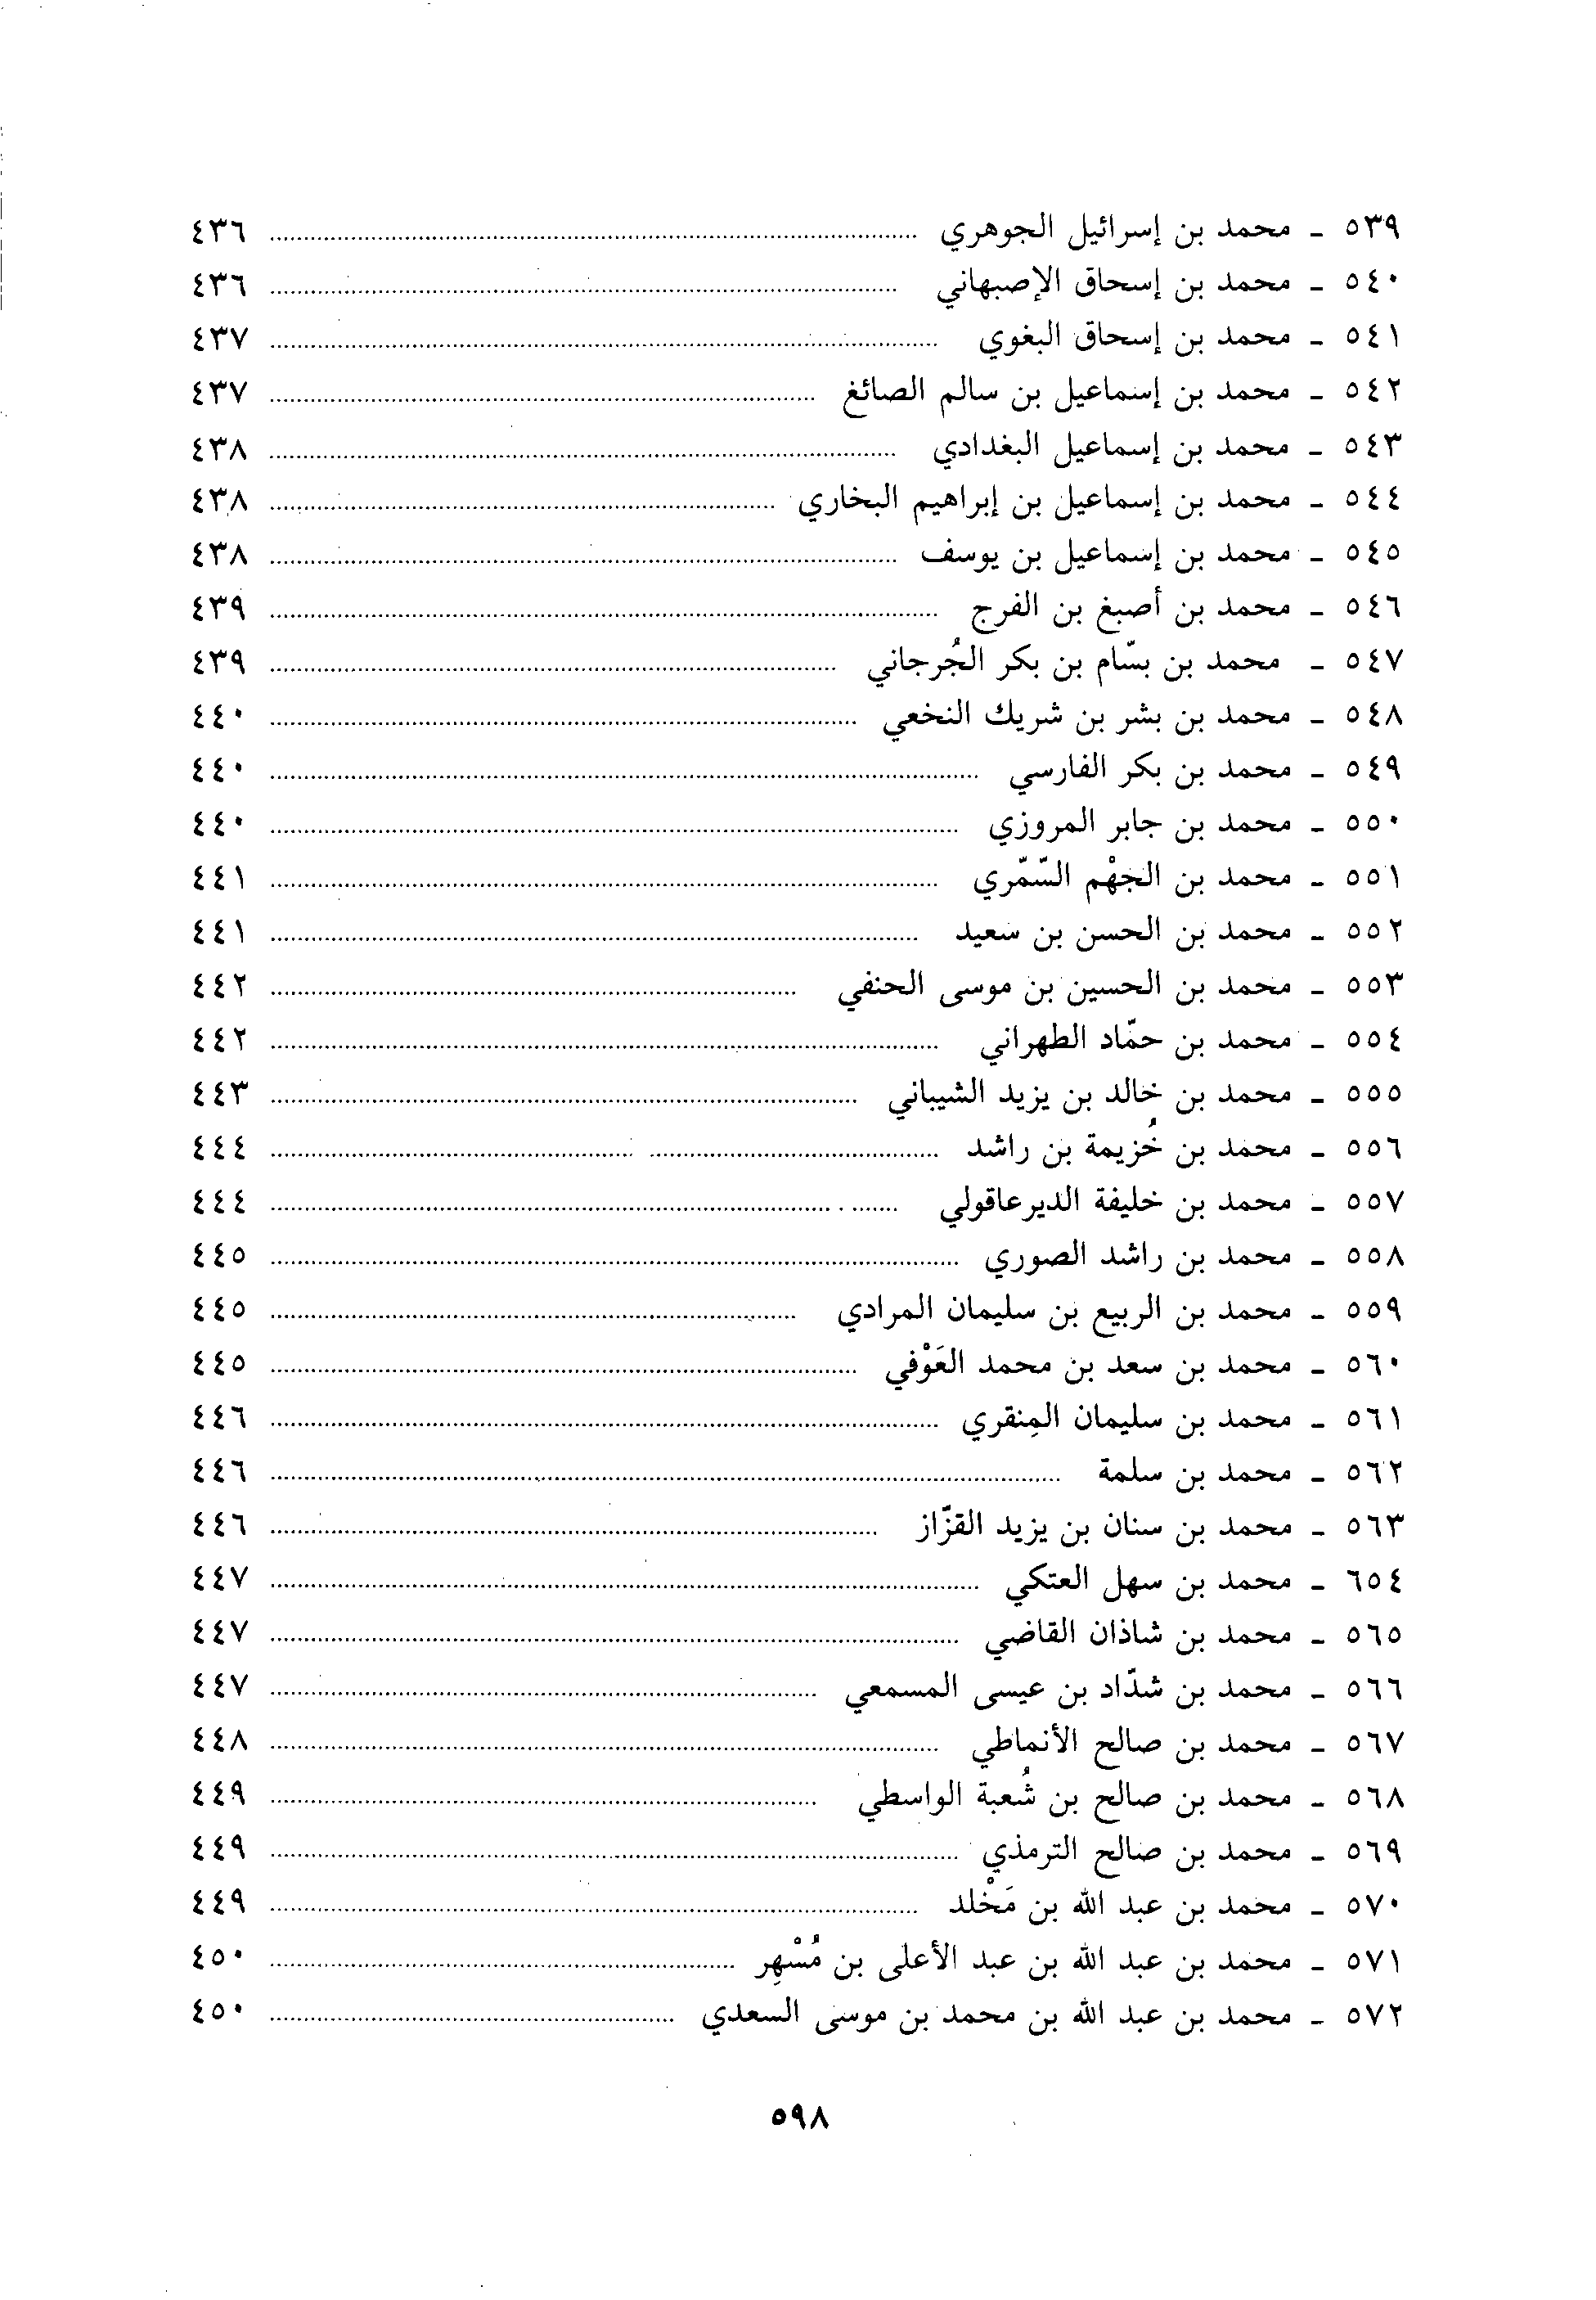 ٥٣٩ - محمد بن إسرائيل الجوهري ........ ٤٣٦
٥٤٠ - محمد بن إسحاق الإصبهاني ........ ٤٣٦
٥٤١ - محمد بن إسحاق البغوي ........ ٤٣٧
٥٤٢ - محمد بن إسماعيل بن سالم الصائغ ........ ٤٣٧
٥٤٣ - محمد بن إسماعيل البغدادي ........ ٤٣٨
٥٤٤ - محمد بن إسماعيل بن إبراهيم البخاري ........ ٤٣٨
٥٤٥ - محمد بن إسماعيل بن يوسف ........ ٤٣٨
٥٤٦ - محمد بن أصبغ بن الفرج ........ ٤٣٩
٥٤٧ - محمد بن بسّام بن بكر الجُرجاني ........ ٤٣٩
٥٤٨ - محمد بن بشر بن شريك النخعي ........ ٤٤٠
٥٤٩ - محمد بن بكر الفارسي ........ ٤٤٠
٥٥٠ - محمد بن جابر المروزي ........ ٤٤٠
٥٥١ - محمد بن الجهْم السّمّري ........ ٤٤١
٥٥٢ - محمد بن الحسن بن سعيد ........ ٤٤١
٥٥٣ - محمد بن الحسين بن موسى الحنفي ........ ٤٤٢
٥٥٤ - محمد بن حمّاد الطهراني ........ ٤٤٢
٥٥٥ - محمد بن خالد بن يزيد الشيباني ........ ٤٤٣
٥٥٦ - محمد بن خُزيمة بن راشد ........ ٤٤٤
٥٥٧ - محمد بن خليفة الديرعاقولي ........ ٤٤٤
٥٥٨ - محمد بن راشد الصوري ........ ٤٤٥
٥٥٩ - محمد بن الربيع بن سليمان المرادي ........ ٤٤٥
٥٦٠ - محمد بن سعد بن محمد العَوْفي ........ ٤٤٥
٥٦١ - محمد بن سليمان المِنقري ........ ٤٤٦
٥٦٢ - محمد بن سلمة ........ ٤٤٦
٥٦٣ - محمد بن سنان بن يزيد القزّاز ........ ٤٤٦
٦٥٤ - محمد بن سهل العتكي ........ ٤٤٧
٥٦٥ - محمد بن شاذان القاضي ........ ٤٤٧
٥٦٦ - محمد بن شدّاد بن عيسى المسمعي ........ ٤٤٧
٥٦٧ - محمد بن صالح الأنماطي ........ ٤٤٨
٥٦٨ - محمد بن صالح بن شُعبة الواسطي ........ ٤٤٩
٥٦٩ - محمد بن صالح الترمذي ........ ٤٤٩
٥٧٠ - محمد بن عبد الله بن مَخْلد ........ ٤٤٩
٥٧١ - محمد بن عبد الله بن عبد الأعلى بن مُسْهِر ........ ٤٥٠
٥٧٢ - محمد بن عبد الله بن محمد بن موسى السعدي ........ ٤٥٠
٥٩٨